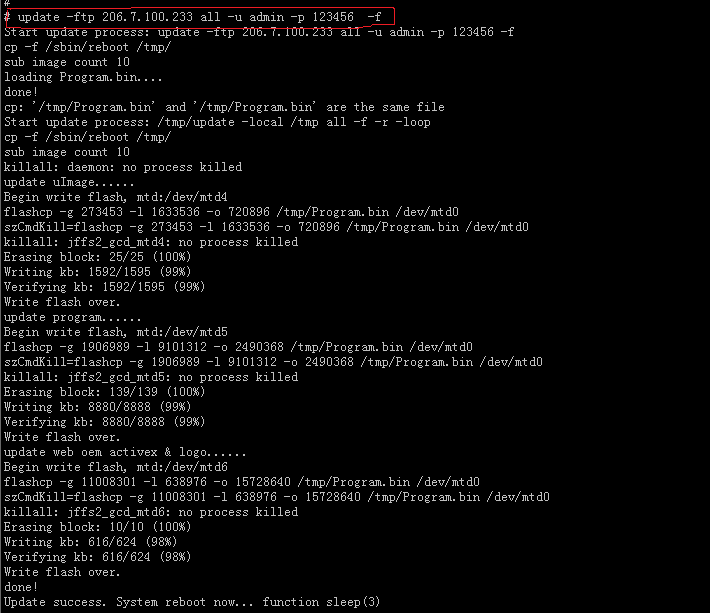 #
# update -ftp 206.7.100.233 all -u admin -p 123456  -f
Start update process: update -ftp 206.7.100.233 all -u admin -p 123456 -f
cp -f /sbin/reboot /tmp/
sub image count 10
loading Program.bin....
done!
cp: '/tmp/Program.bin' and '/tmp/Program.bin' are the same file
Start update process: /tmp/update -local /tmp all -f -r -loop
cp -f /sbin/reboot /tmp/
sub image count 10
killall: daemon: no process killed
update uImage......
Begin write flash, mtd:/dev/mtd4
flashcp -g 273453 -l 1633536 -o 720896 /tmp/Program.bin /dev/mtd0
szCmdKill=flashcp -g 273453 -l 1633536 -o 720896 /tmp/Program.bin /dev/mtd0
killall: jffs2_gcd_mtd4: no process killed
Erasing block: 25/25 (100%)
Writing kb: 1592/1595 (99%)
Verifying kb: 1592/1595 (99%)
Write flash over.
update program......
Begin write flash, mtd:/dev/mtd5
flashcp -g 1906989 -l 9101312 -o 2490368 /tmp/Program.bin /dev/mtd0
szCmdKill=flashcp -g 1906989 -l 9101312 -o 2490368 /tmp/Program.bin /dev/mtd0
killall: jffs2_gcd_mtd5: no process killed
Erasing block: 139/139 (100%)
Writing kb: 8880/8888 (99%)
Verifying kb: 8880/8888 (99%)
Write flash over.
update web oem activex & logo......
Begin write flash, mtd:/dev/mtd6
flashcp -g 11008301 -l 638976 -o 15728640 /tmp/Program.bin /dev/mtd0
szCmdKill=flashcp -g 11008301 -l 638976 -o 15728640 /tmp/Program.bin /dev/mtd0
killall: jffs2_gcd_mtd6: no process killed
Erasing block: 10/10 (100%)
Writing kb: 616/624 (98%)
Verifying kb: 616/624 (98%)
Write flash over.
done!
Update success. System reboot now... function sleep(3)